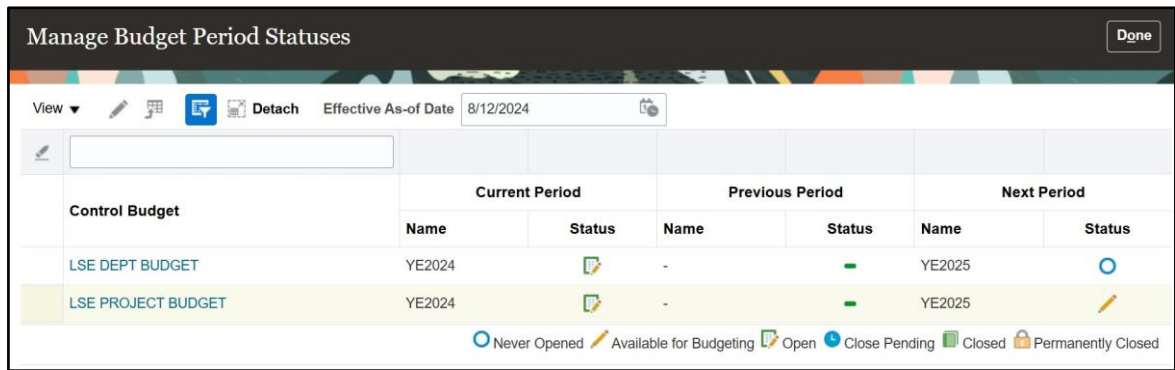 Manage Budget Period Statuses Done
View Detach Effective As-of Date 8/12/2024
Control Budget Current Period Previous Period Next Period
Name Status Name Status Name Status
LSE DEPT BUDGET YE2024 - YE2025
LSE PROJECT BUDGET YE2024 - YE2025
Never Opened Available for Budgeting Open Close Pending Closed Permanently Closed